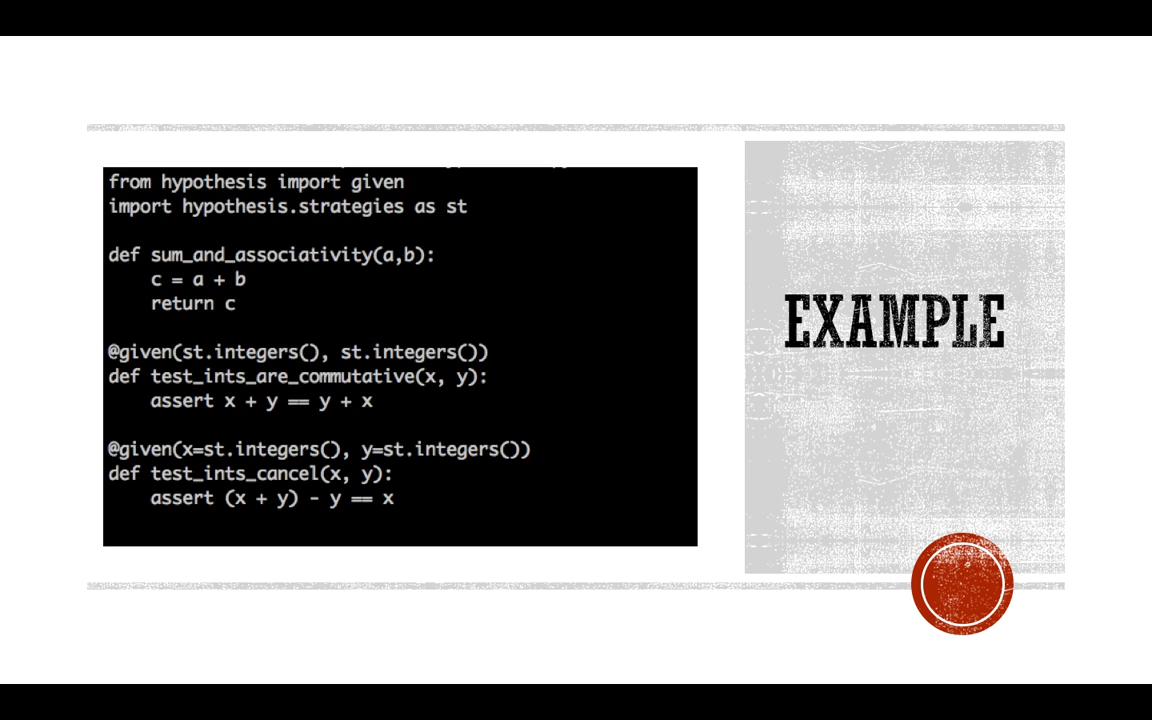 from hypothesis import given
import hypothesis.strategies as st
def sum_and_associativity(a,b):
    c = a + b
    return c
@given(st.integers(), st.integers())
def test_ints_are_commutative(x, y):
    assert x + y == y + x
@given(x=st.integers(), y=st.integers())
def test_ints_cancel(x, y):
    assert (x + y) - y == x
EXAMPLE